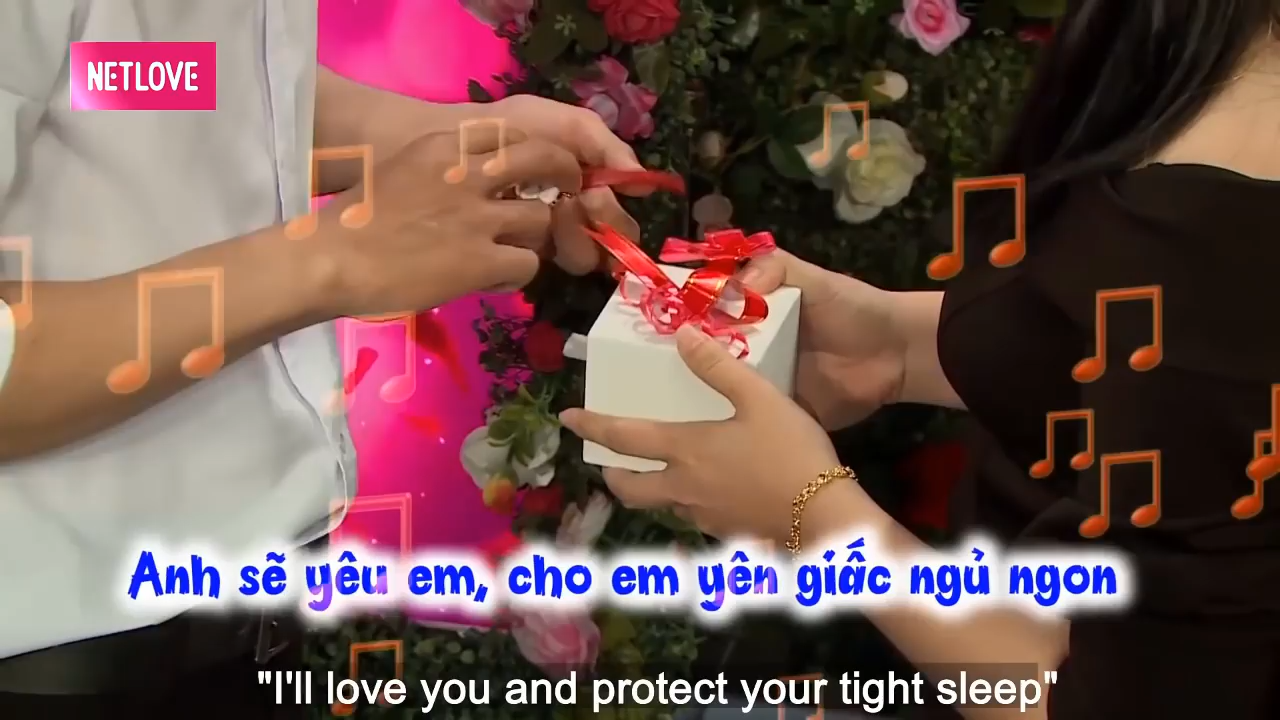 NETLOVE
Anh sẽ yêu em, cho em yên giấc ngủ ngon
"I'll love you and protect your tight sleep"